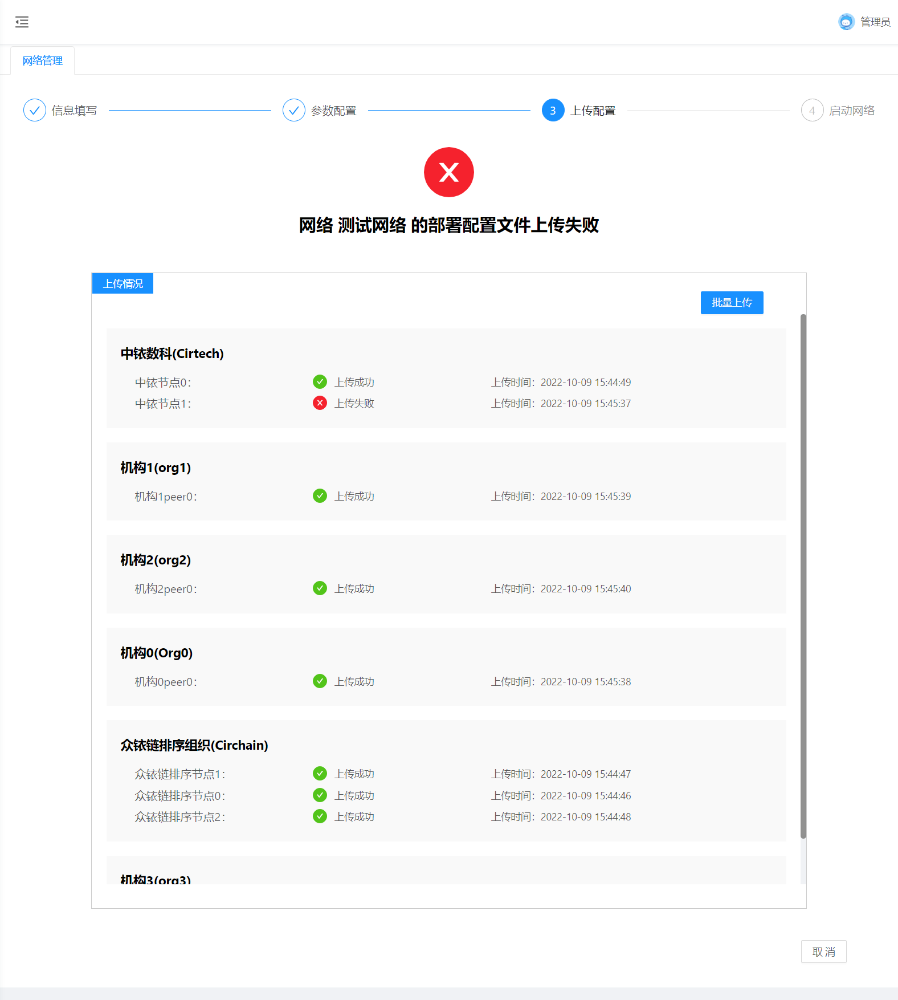 管理员
网络管理
信息填写
参数配置
3 上传配置
4 启动网络
网络 测试网络 的部署配置文件上传失败
上传情况
批量上传
中铱数科(Cirtech)
中铱节点0： 上传成功 上传时间：2022-10-09 15:44:49
中铱节点1： 上传失败 上传时间：2022-10-09 15:45:37
机构1(org1)
机构1peer0： 上传成功 上传时间：2022-10-09 15:45:39
机构2(org2)
机构2peer0： 上传成功 上传时间：2022-10-09 15:45:40
机构0(Org0)
机构0peer0： 上传成功 上传时间：2022-10-09 15:45:38
众铱链排序组织(Circhain)
众铱链排序节点1： 上传成功 上传时间：2022-10-09 15:44:47
众铱链排序节点0： 上传成功 上传时间：2022-10-09 15:44:46
众铱链排序节点2： 上传成功 上传时间：2022-10-09 15:44:48
机构3(org3)
取 消